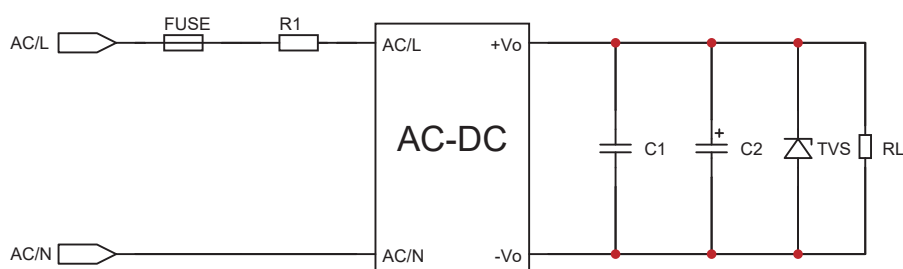 FUSE
R1
AC/L
AC/L
+Vo
AC-DC
+
C1
C2
TVS
RL
AC/N
AC/N
-Vo